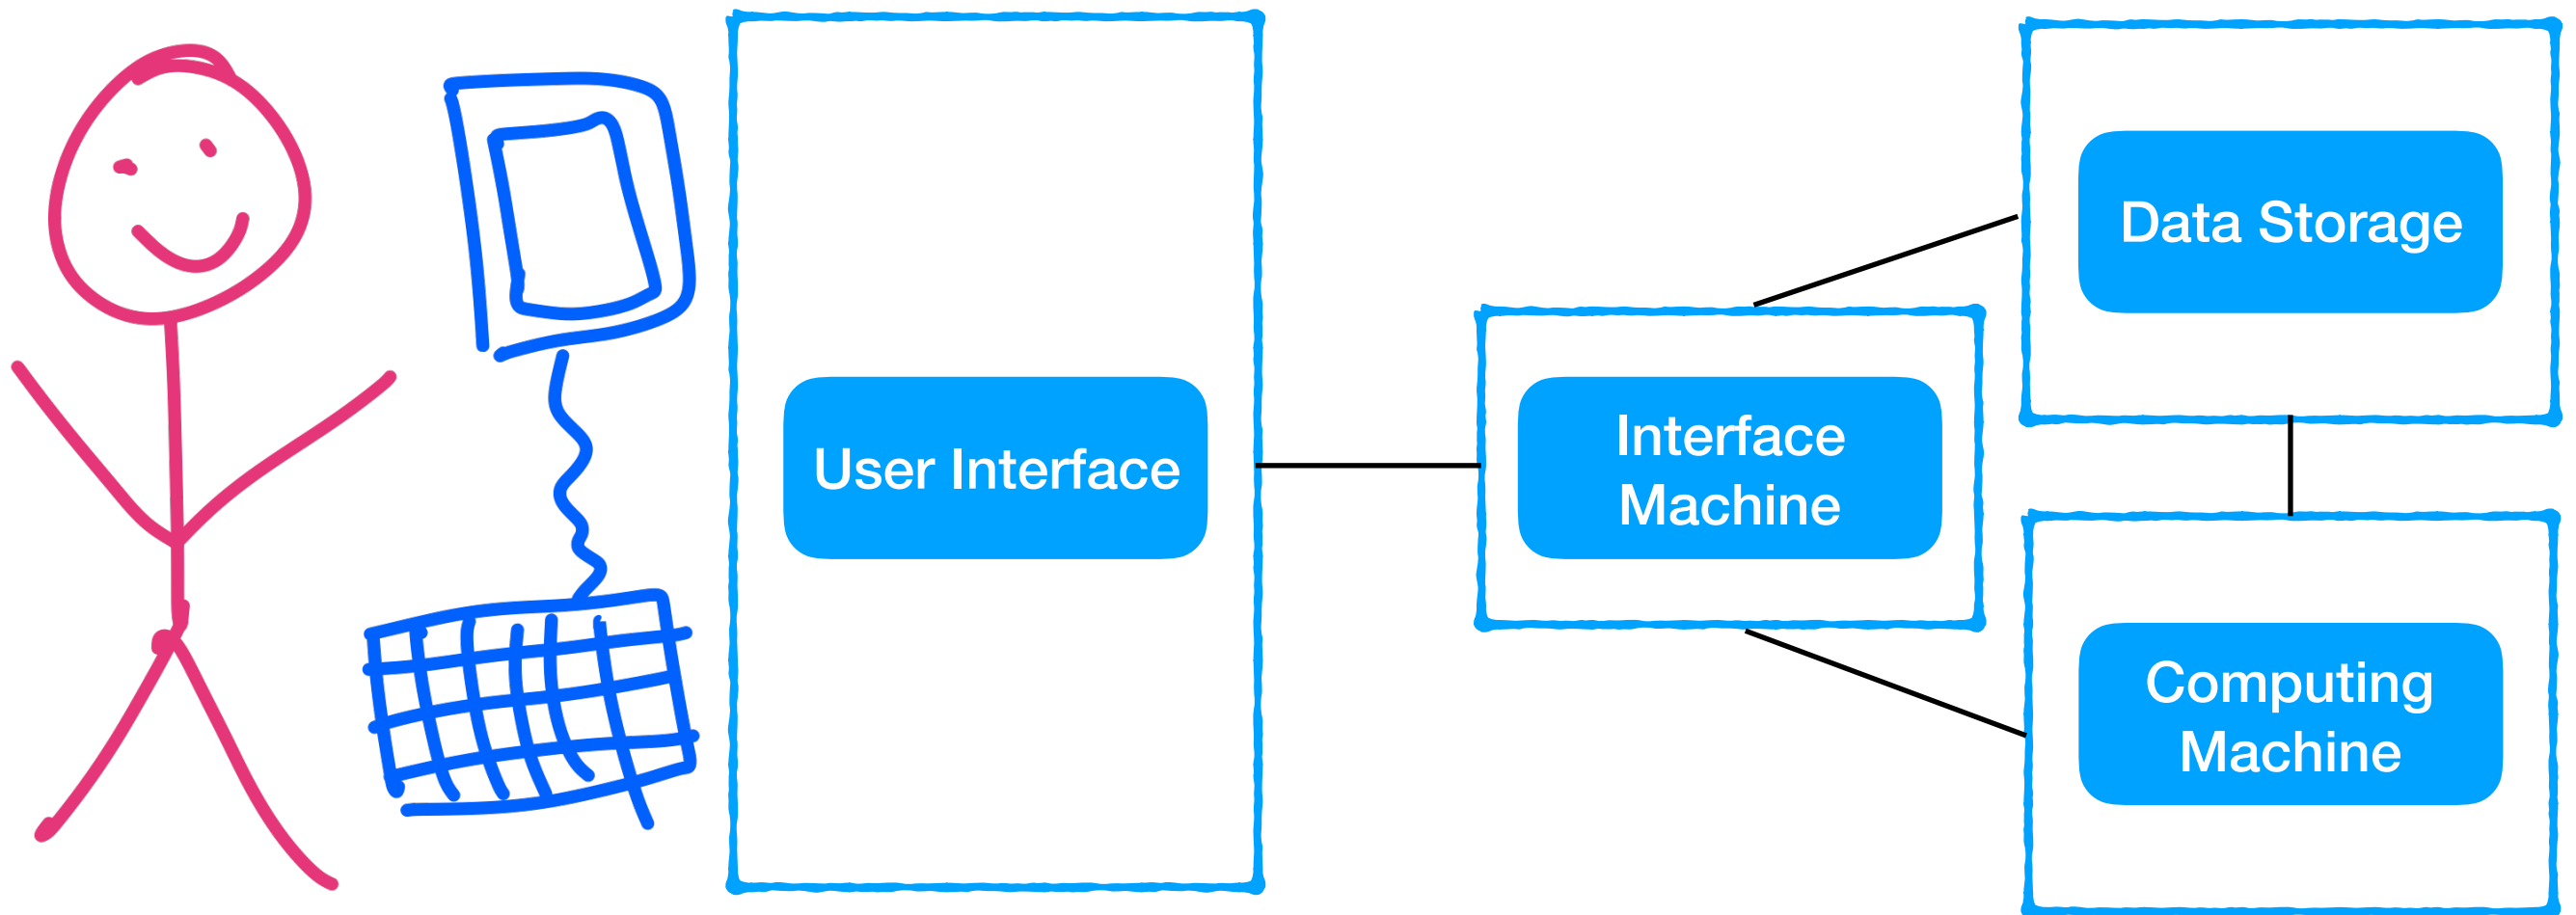 User Interface
Interface
Machine
Data Storage
Computing
Machine